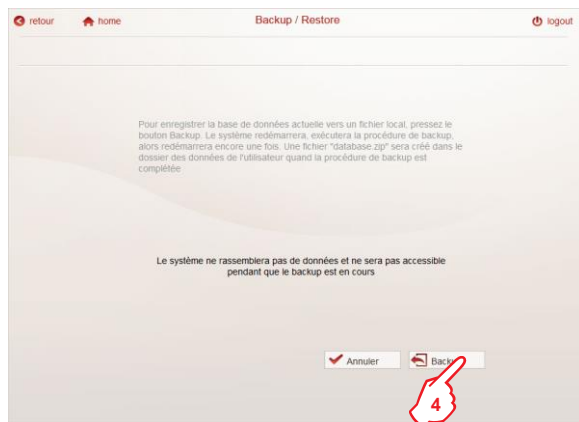 retour home Backup / Restore logout
Pour enregistrer la base de données actuelle vers un fichier local, pressez le
bouton Backup. Le système redémarrera, exécutera la procédure de backup,
alors redémarrera encore une fois. Une fichier "database.zip" sera créé dans le
dossier des données de l'utilisateur quand la procédure de backup est
complétée
Le système ne rassemblera pas de données et ne sera pas accessible
pendant que le backup est en cours
Annuler Backup
4